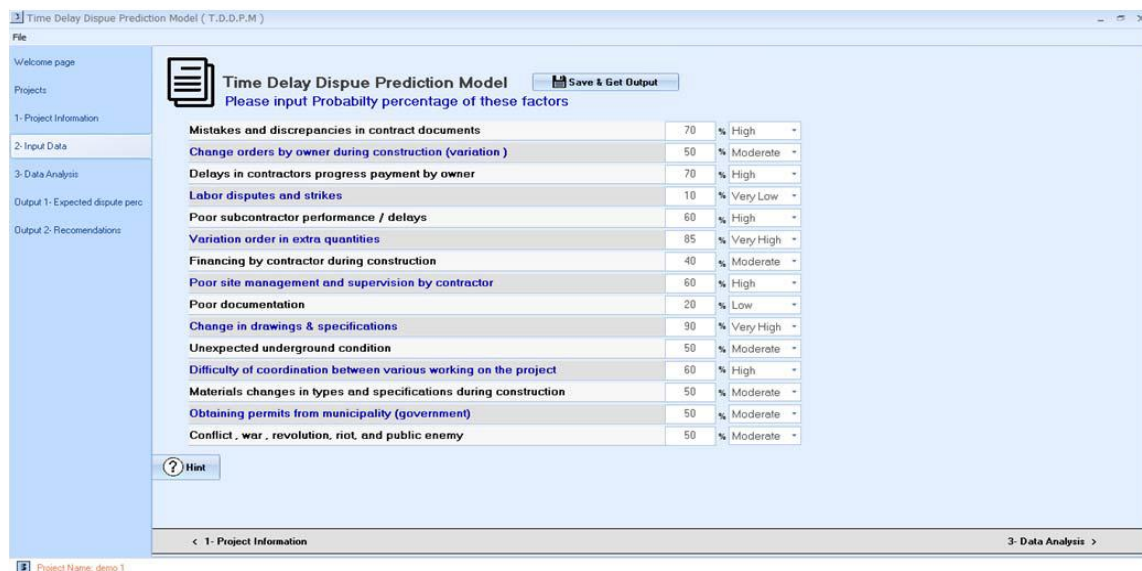 Time Delay Dispue Prediction Model ( T.D.D.P.M )
File
Welcome page
Projects
1- Project Information
2- Input Data
3- Data Analysis
Output 1- Expected dispute perc
Output 2- Recomendations
Time Delay Dispue Prediction Model
Save & Get Output
Please input Probabilty percentage of these factors
Mistakes and discrepancies in contract documents 70 % High
Change orders by owner during construction (variation ) 50 % Moderate
Delays in contractors progress payment by owner 70 % High
Labor disputes and strikes 10 % Very Low
Poor subcontractor performance / delays 60 % High
Variation order in extra quantities 85 % Very High
Financing by contractor during construction 40 % Moderate
Poor site management and supervision by contractor 60 % High
Poor documentation 20 % Low
Change in drawings & specifications 90 % Very High
Unexpected underground condition 50 % Moderate
Difficulty of coordination between various working on the project 60 % High
Materials changes in types and specifications during construction 50 % Moderate
Obtaining permits from municipality (government) 50 % Moderate
Conflict , war , revolution, riot, and public enemy 50 % Moderate
? Hint
< 1- Project Information
3- Data Analysis >
Project Name: demo 1